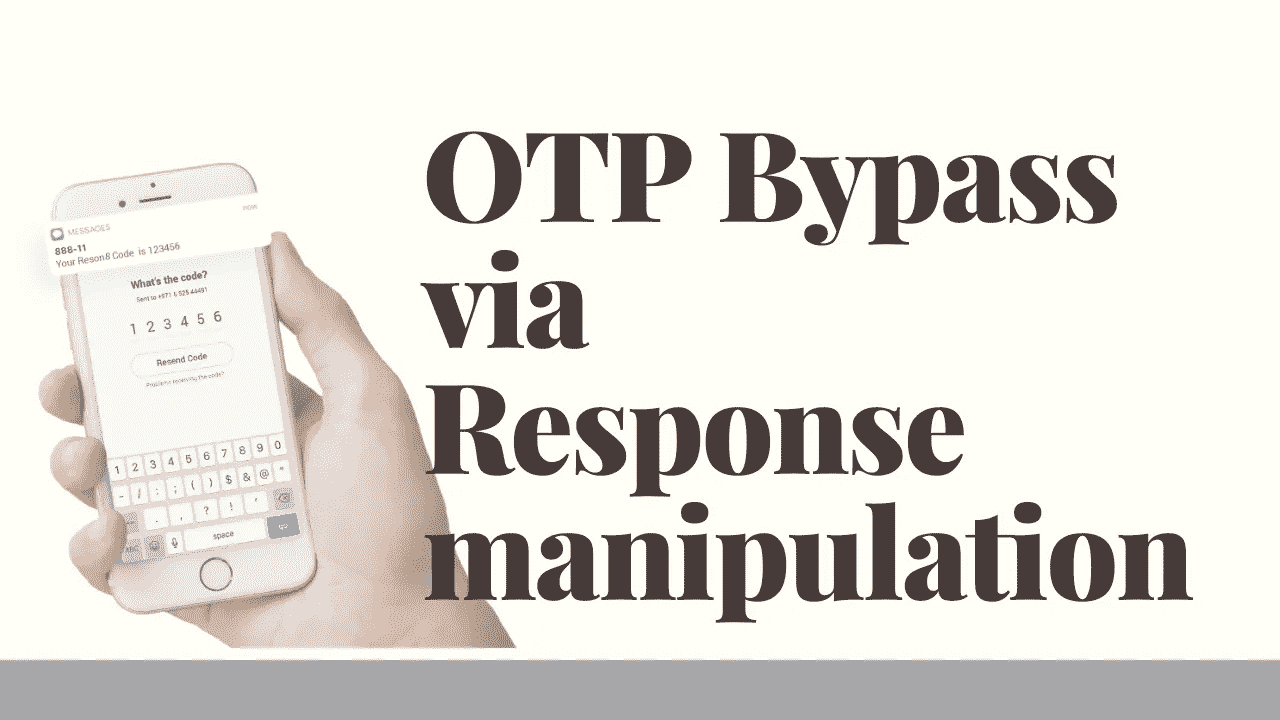 OTP Bypass
via
Response
manipulation
MESSAGES
NOW
888-11
Your Reson8 Code is 123456
What's the code?
Sent to +971 6 525 44491
1 2 3 4 5 6
Resend Code
Problems receiving the code?
1 2 3 4 5 6 7 8 9 0
- / : ; ( ) $ & @ "
. , ? ! '
ABC space